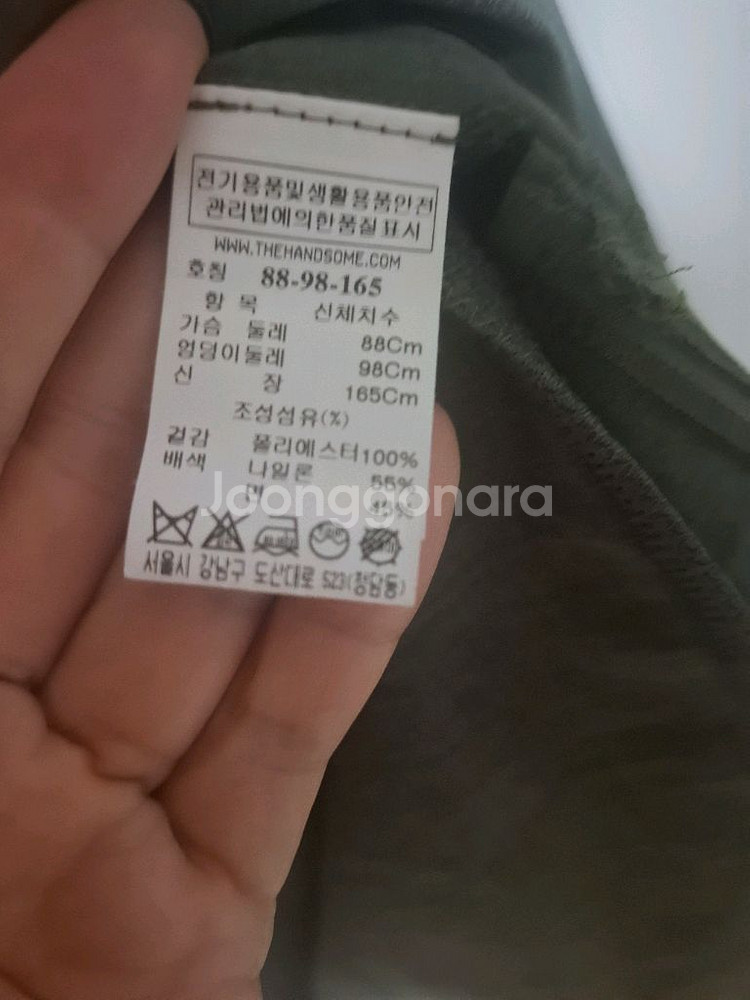 전기용품및생활용품안전
관리법에의한품질표시
WWW.THEHANDSOME.COM
호칭 88-98-165
항 목 신체치수
가슴 둘레 88Cm
엉덩이둘레 98Cm
신 장 165Cm
조성섬유(%)
겉감 폴리에스터100%
배색 나일론 55%
면 45%
Joonggonara
서울시 강남구 도산대로 523(청담동)